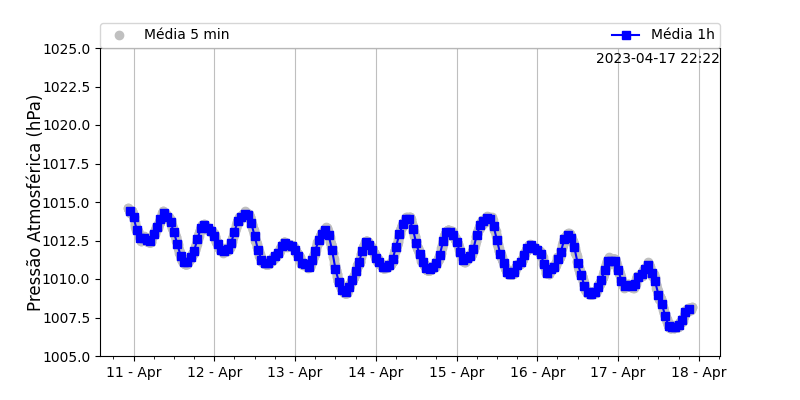 Média 5 min
Média 1h
2023-04-17 22:22
Pressão Atmosférica (hPa)
1025.0
1022.5
1020.0
1017.5
1015.0
1012.5
1010.0
1007.5
1005.0
11 - Apr
12 - Apr
13 - Apr
14 - Apr
15 - Apr
16 - Apr
17 - Apr
18 - Apr